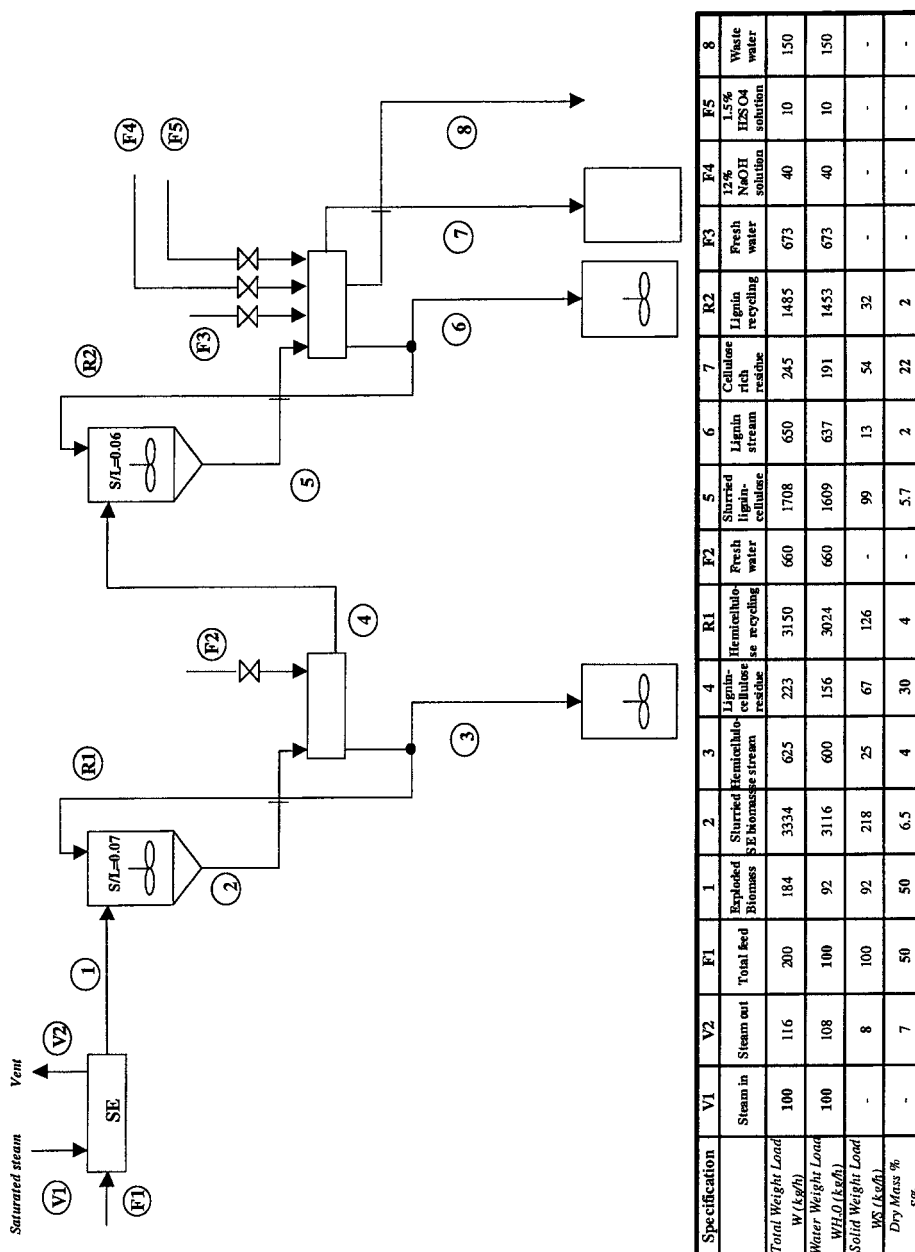 Saturated steam
Vent
V1
V2
SE
F1
1
R1
S/L=0.07
2
F2
4
3
R2
S/L=0.06
5
F3
F4
F5
6
7
8
Specification V1 V2 F1 1 2 3 4 R1 F2 5 6 7 R2 F3 F4 F5 8
Steam in Steam out Total feed Exploded Biomass Slurried SE biomass Hemicellulo-se stream Lignin-cellulose residue Hemicellulo-se recycling Fresh water Slurried lignin-cellulose Lignin stream Cellulose rich residue Lignin recycling Fresh water 12% NaOH solution 1.5% H2SO4 solution Waste water
Total Weight Load W (kg/h) 100 116 200 184 3334 625 223 3150 660 1708 650 245 1485 673 40 10 150
Water Weight Load WH2O (kg/h) 100 108 100 92 3116 600 156 3024 660 1609 637 191 1453 673 40 10 150
Solid Weight Load WS (kg/h) - 8 100 92 218 25 67 126 - 99 13 54 32 - - - -
Dry Mass % - 7 50 50 6.5 4 30 4 - 5.7 2 22 2 - - - -